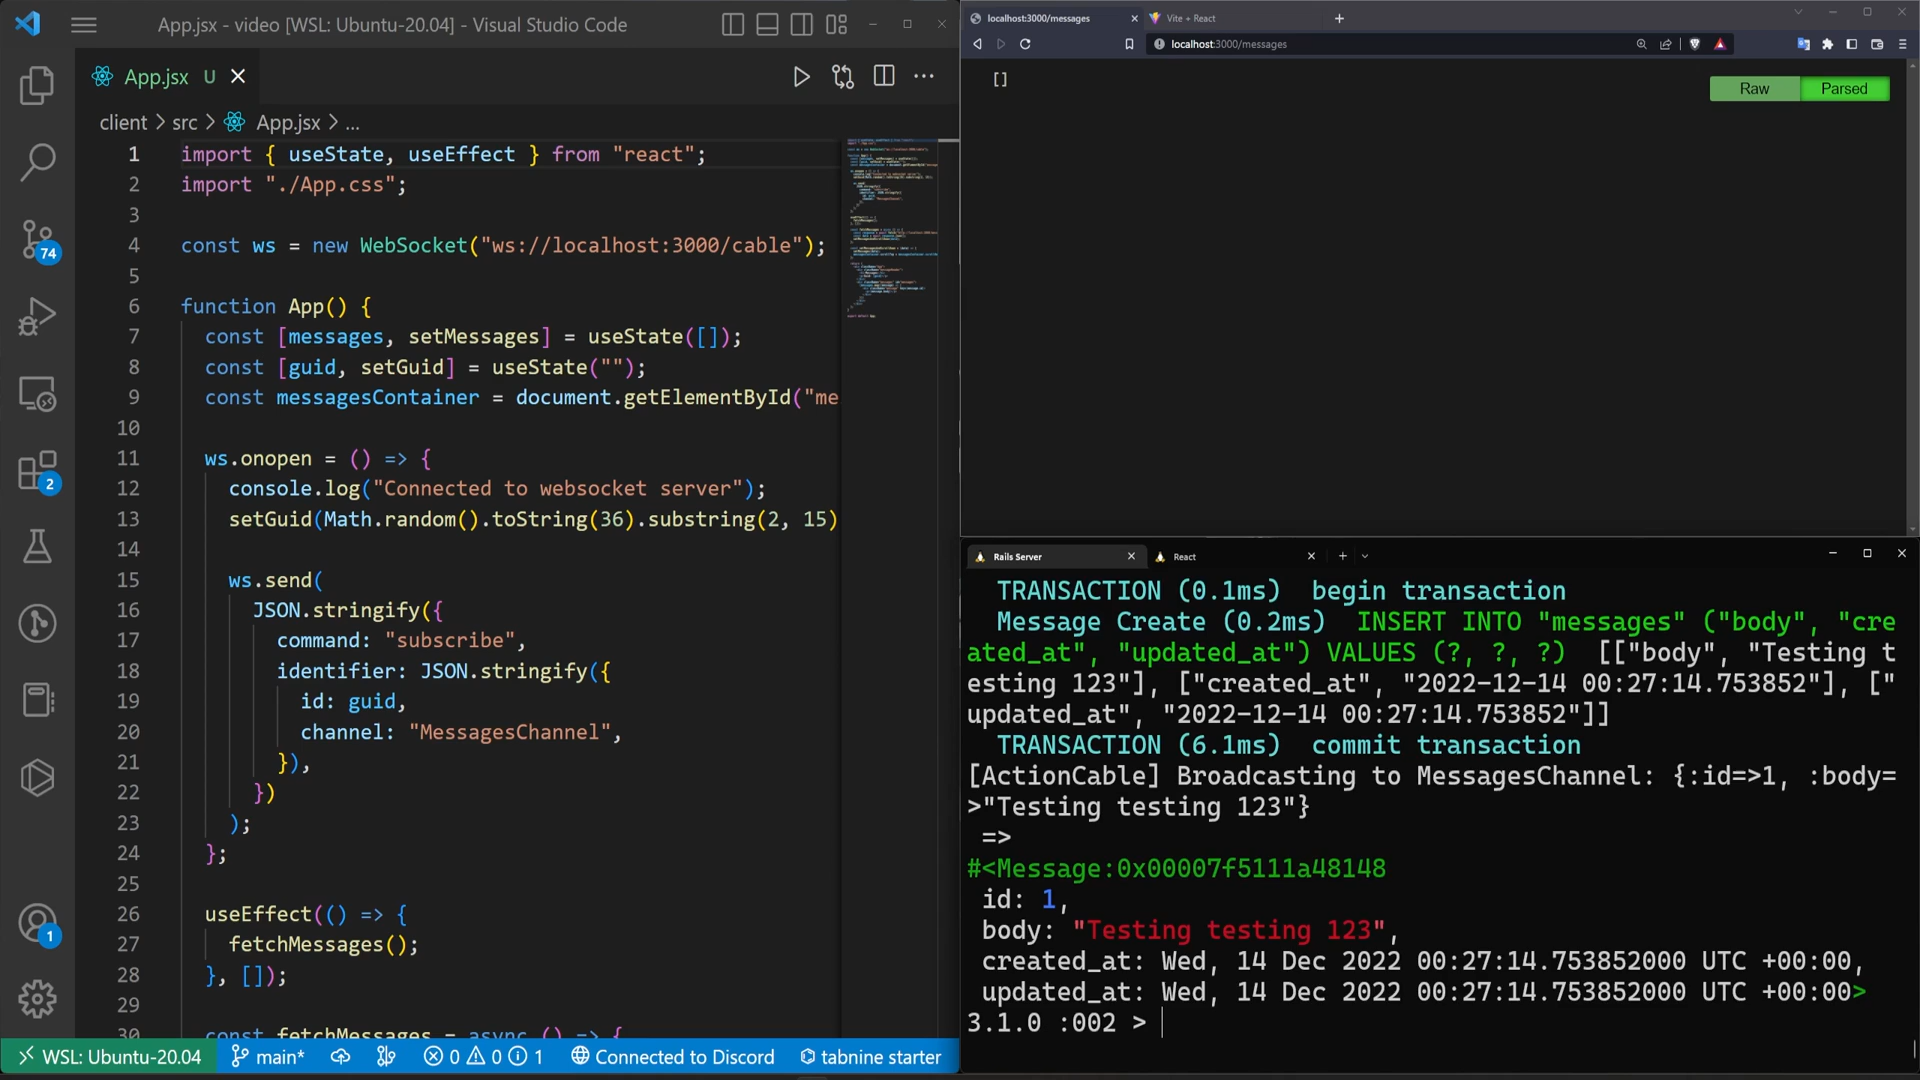 App.jsx - video [WSL: Ubuntu-20.04] - Visual Studio Code
App.jsx U
client > src > App.jsx > ...
1 import { useState, useEffect } from "react";
2 import "./App.css";
3
4 const ws = new WebSocket("ws://localhost:3000/cable");
5
6 function App() {
7 const [messages, setMessages] = useState([]);
8 const [guid, setGuid] = useState("");
9 const messagesContainer = document.getElementById("me
10
11 ws.onopen = () => {
12 console.log("Connected to websocket server");
13 setGuid(Math.random().toString(36).substring(2, 15)
14
15 ws.send(
16 JSON.stringify({
17 command: "subscribe",
18 identifier: JSON.stringify({
19 id: guid,
20 channel: "MessagesChannel",
21 }),
22 })
23 );
24 };
25
26 useEffect(() => {
27 fetchMessages();
28 }, []);
29
30 const fetchMessages = async () => {
74
2
1
WSL: Ubuntu-20.04 main* 0 0 1 Connected to Discord tabnine starter
localhost:3000/messages Vite + React
localhost:3000/messages
[]
Raw Parsed
Rails Server React
TRANSACTION (0.1ms) begin transaction
Message Create (0.2ms) INSERT INTO "messages" ("body", "cre
ated_at", "updated_at") VALUES (?, ?, ?) [["body", "Testing t
esting 123"], ["created_at", "2022-12-14 00:27:14.753852"], ["
updated_at", "2022-12-14 00:27:14.753852"]]
TRANSACTION (6.1ms) commit transaction
[ActionCable] Broadcasting to MessagesChannel: {:id=>1, :body=
>"Testing testing 123"}
=>
#<Message:0x00007f5111a48148
id: 1,
body: "Testing testing 123",
created_at: Wed, 14 Dec 2022 00:27:14.753852000 UTC +00:00,
updated_at: Wed, 14 Dec 2022 00:27:14.753852000 UTC +00:00>
3.1.0 :002 >